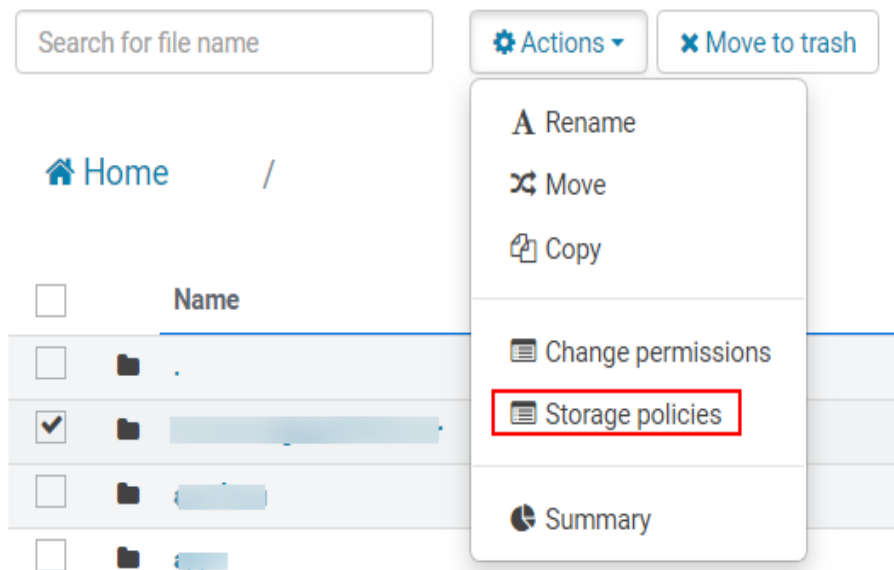 Search for file name
Actions
Move to trash
Rename
Home /
Move
Copy
Name
Change permissions
.
Storage policies
Summary